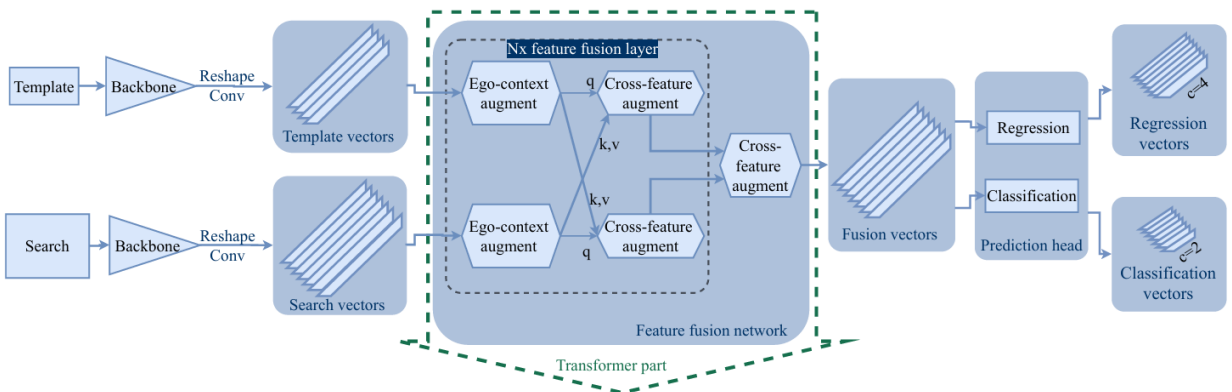 Template
Backbone
Reshape
Conv
Template vectors
Search
Backbone
Reshape
Conv
Search vectors
Nx feature fusion layer
Ego-context
augment
q
Cross-feature
augment
k,v
k,v
Ego-context
augment
q
Cross-feature
augment
Cross-
feature
augment
Feature fusion network
Transformer part
Fusion vectors
Regression
Classification
Prediction head
c=4
Regression
vectors
c=2
Classification
vectors